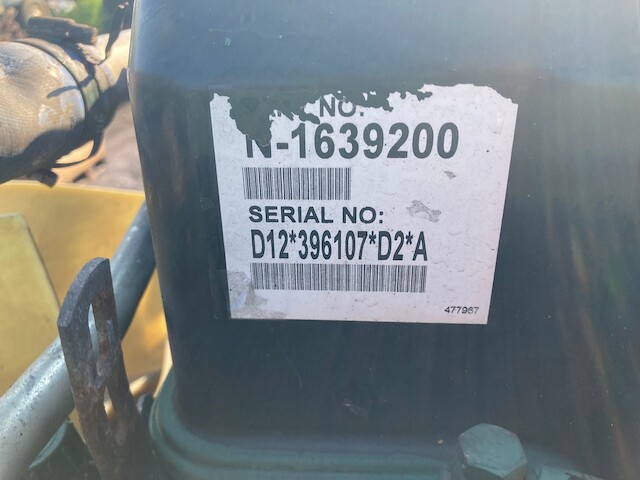 NO:
N-1639200
SERIAL NO:
D12*396107*D2*A
477967